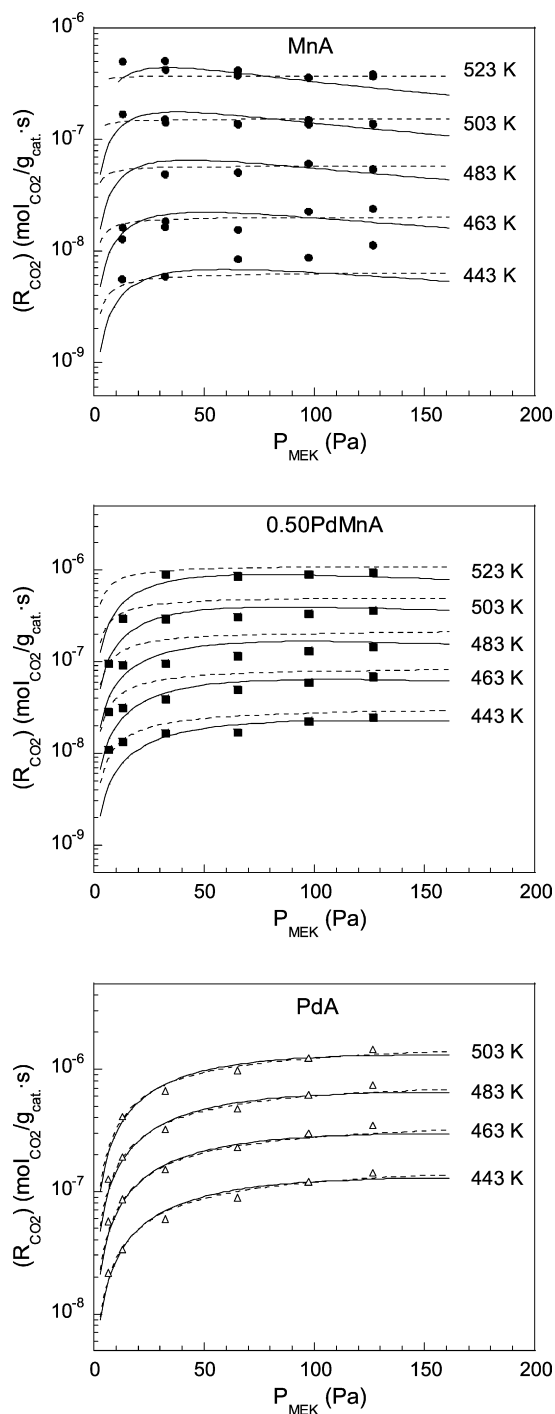 MnA
(R_CO2) (mol_CO2/g_cat.·s)
10^-6
10^-7
10^-8
10^-9
523 K
503 K
483 K
463 K
443 K
0 50 100 150 200
P_MEK (Pa)
0.50PdMnA
(R_CO2) (mol_CO2/g_cat.·s)
10^-6
10^-7
10^-8
10^-9
523 K
503 K
483 K
463 K
443 K
0 50 100 150 200
P_MEK (Pa)
PdA
(R_CO2) (mol_CO2/g_cat.·s)
10^-6
10^-7
10^-8
503 K
483 K
463 K
443 K
0 50 100 150 200
P_MEK (Pa)